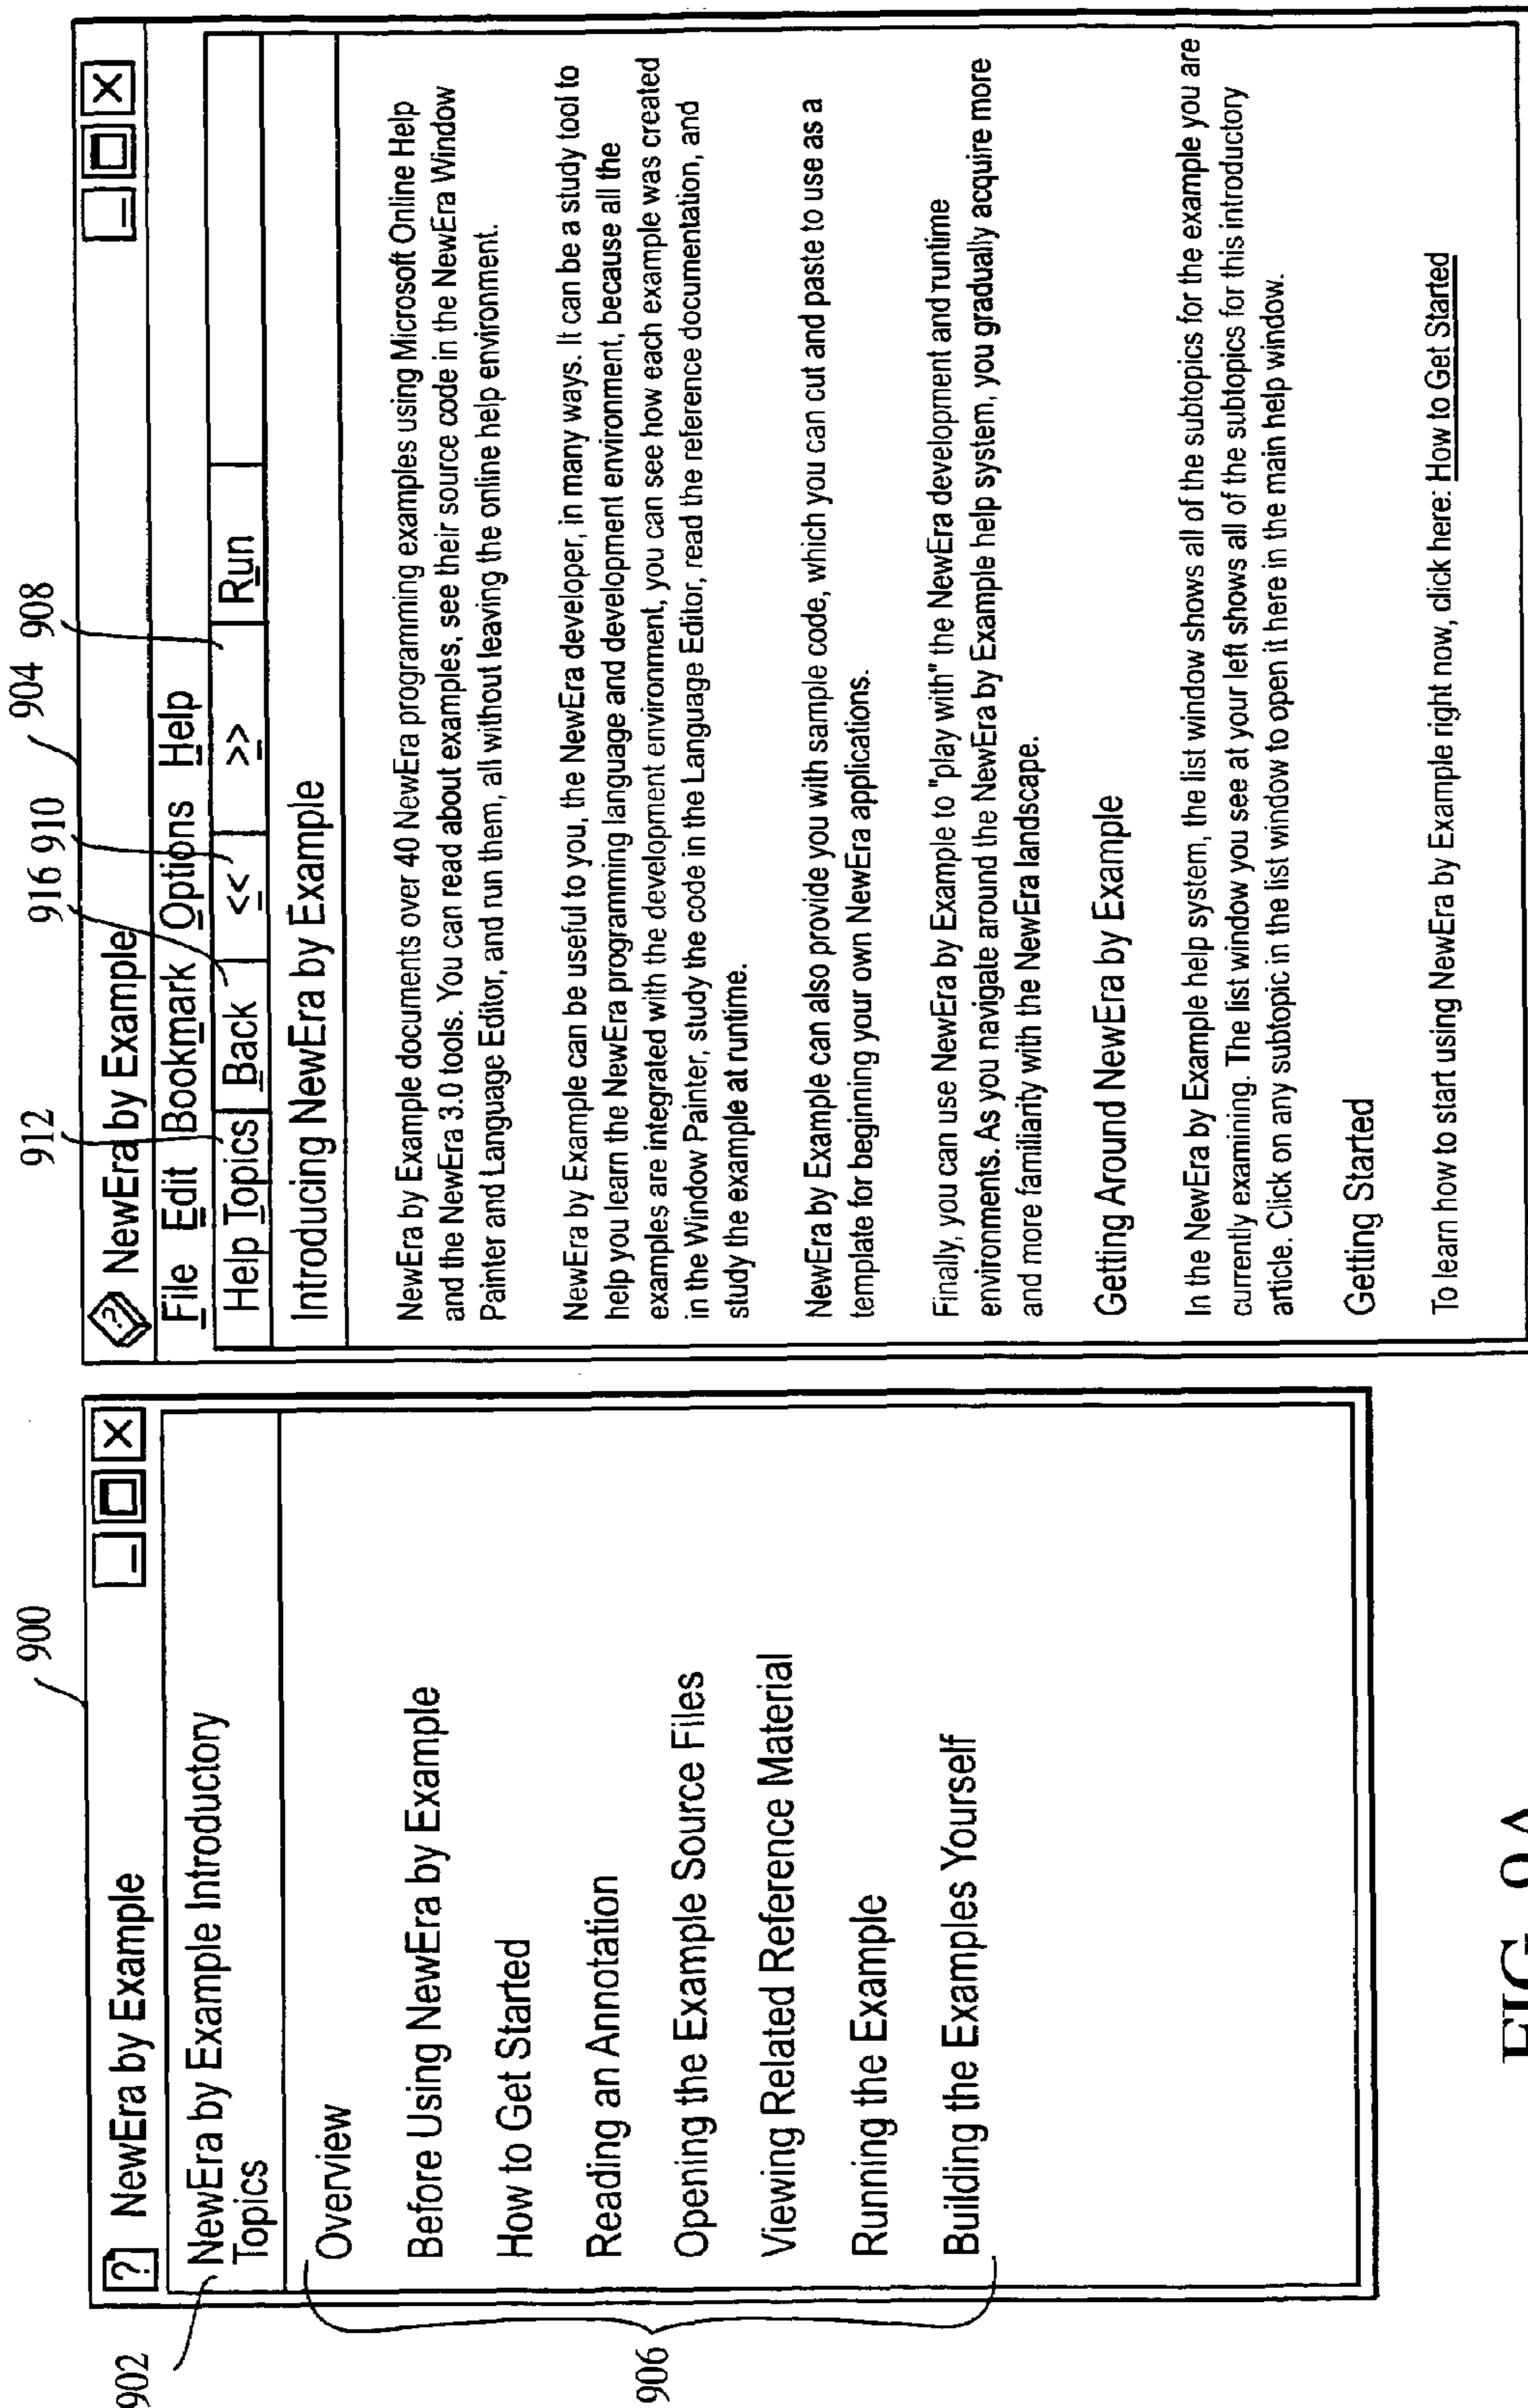 900
NewEra by Example
902
NewEra by Example Introductory
Topics
906
Overview
Before Using NewEra by Example
How to Get Started
Reading an Annotation
Opening the Example Source Files
Viewing Related Reference Material
Running the Example
Building the Examples Yourself
912
916
910
904
908
NewEra by Example
File Edit Bookmark Options Help
Help Topics Back << >> Run
Introducing NewEra by Example
NewEra by Example documents over 40 NewEra programming examples using Microsoft Online Help
and the NewEra 3.0 tools. You can read about examples, see their source code in the NewEra Window
Painter and Language Editor, and run them, all without leaving the online help environment.
NewEra by Example can be useful to you, the NewEra developer, in many ways. It can be a study tool to
help you learn the NewEra programming language and development environment, because all the
examples are integrated with the development environment, you can see how each example was created
in the Window Painter, study the code in the Language Editor, read the reference documentation, and
study the example at runtime.
NewEra by Example can also provide you with sample code, which you can cut and paste to use as a
template for beginning your own NewEra applications.
Finally, you can use NewEra by Example to "play with" the NewEra development and runtime
environments. As you navigate around the NewEra by Example help system, you gradually acquire more
and more familiarity with the NewEra landscape.
Getting Around NewEra by Example
In the NewEra by Example help system, the list window shows all of the subtopics for the example you are
currently examining. The list window you see at your left shows all of the subtopics for this introductory
article. Click on any subtopic in the list window to open it here in the main help window.
Getting Started
To learn how to start using NewEra by Example right now, click here: How to Get Started
FIG. 9A